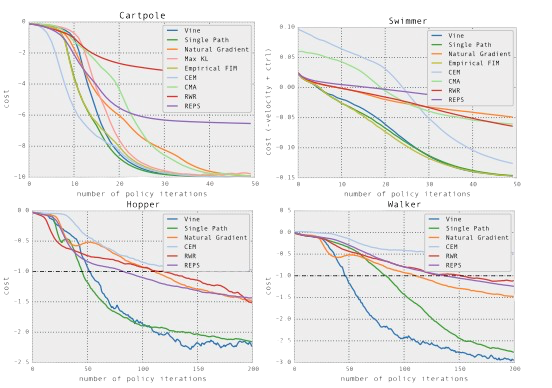 Cartpole
cost
0
-2
-4
-6
-8
-10
0 10 20 30 40 50
number of policy iterations
Vine
Single Path
Natural Gradient
Max KL
Empirical FIM
CEM
CMA
RWR
REPS
Swimmer
cost (-velocity + ctrl)
0.10
0.05
0.00
-0.05
-0.10
-0.15
0 10 20 30 40 50
number of policy iterations
Vine
Single Path
Natural Gradient
Empirical FIM
CEM
CMA
RWR
REPS
Hopper
cost
0.0
-0.5
-1.0
-1.5
-2.0
-2.5
0 50 100 150 200
number of policy iterations
Vine
Single Path
Natural Gradient
CEM
RWR
REPS
Walker
cost
0.5
0.0
-0.5
-1.0
-1.5
-2.0
-2.5
-3.0
0 50 100 150 200
number of policy iterations
Vine
Single Path
Natural Gradient
CEM
RWR
REPS